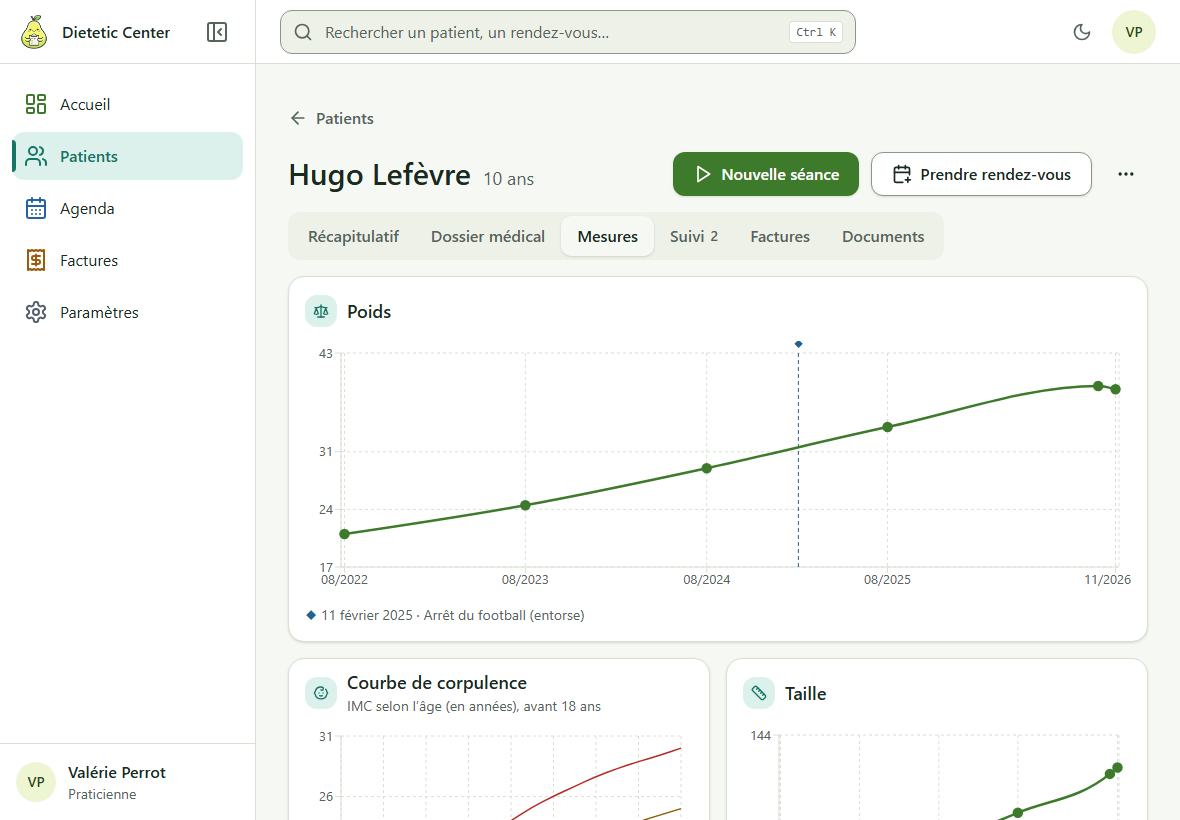 Dietetic Center
Rechercher un patient, un rendez-vous...
Ctrl K
VP
Accueil
Patients
Agenda
Factures
Paramètres
Patients
Hugo Lefèvre 10 ans
Nouvelle séance
Prendre rendez-vous
Récapitulatif
Dossier médical
Mesures
Suivi 2
Factures
Documents
Poids
43
31
24
17
08/2022
08/2023
08/2024
08/2025
11/2026
11 février 2025 · Arrêt du football (entorse)
Courbe de corpulence
IMC selon l'âge (en années), avant 18 ans
31
26
Taille
144
VP
Valérie Perrot
Praticienne